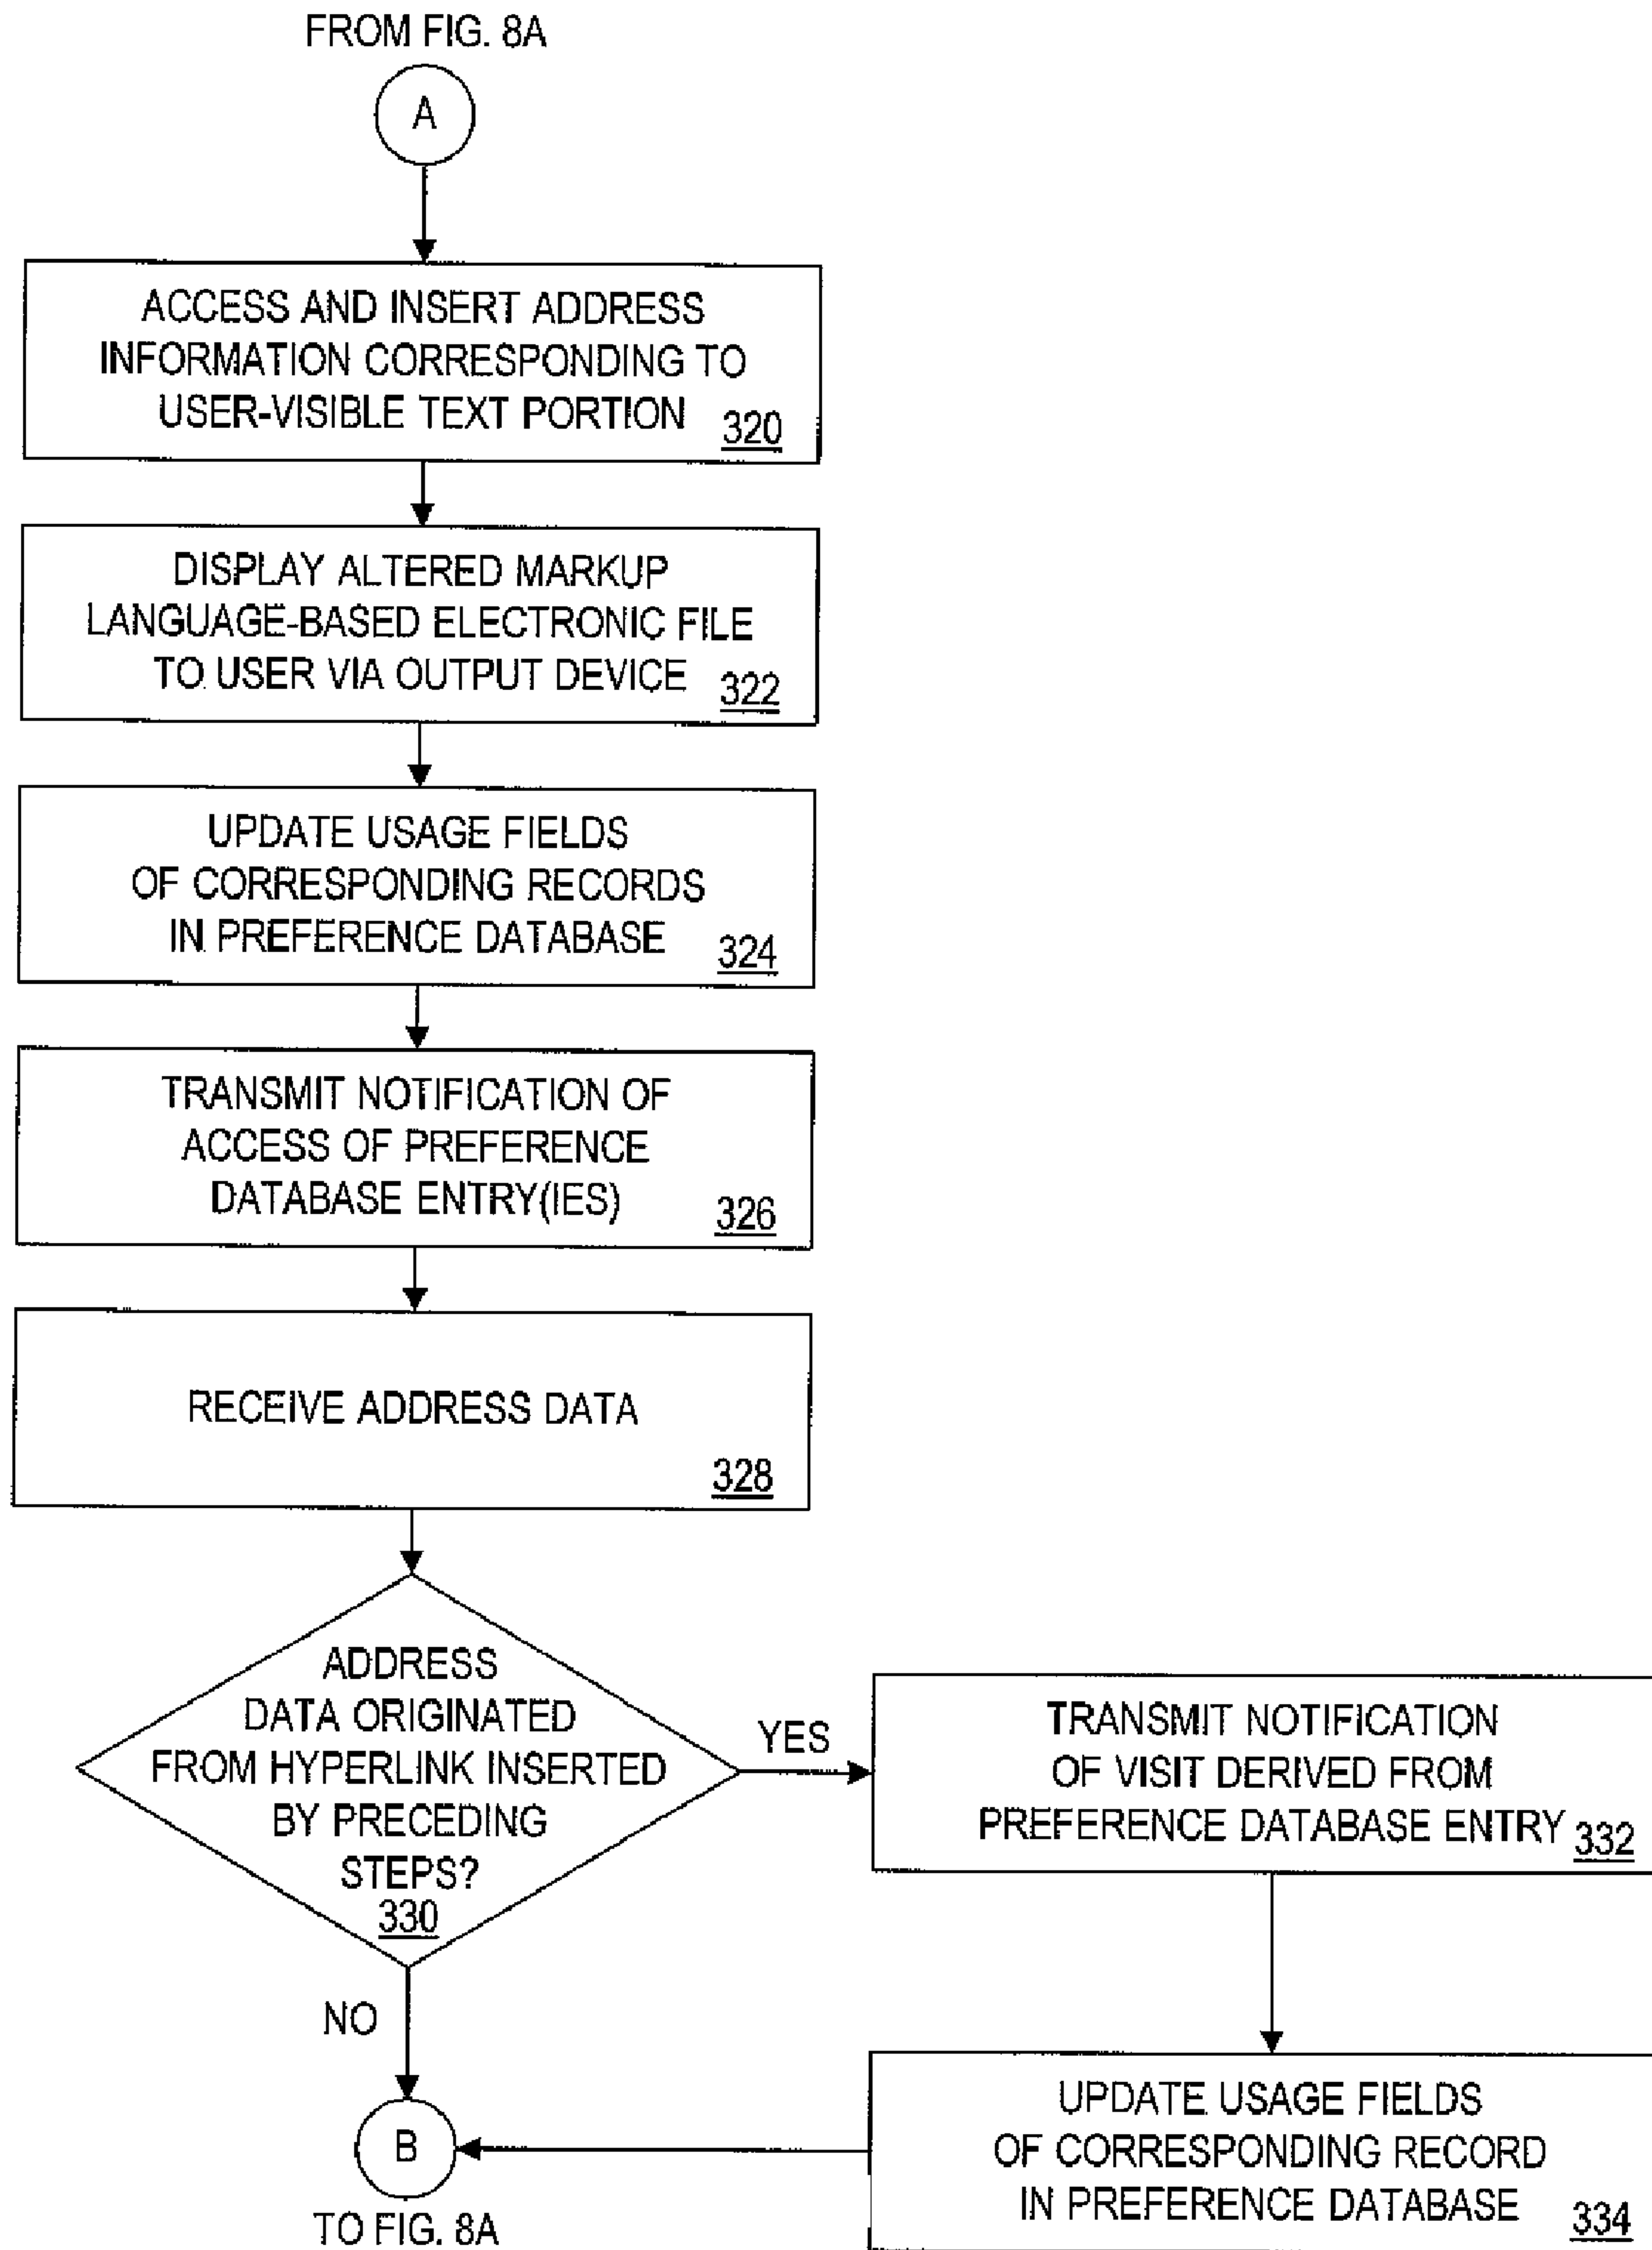 FROM FIG. 8A
A
ACCESS AND INSERT ADDRESS
INFORMATION CORRESPONDING TO
USER-VISIBLE TEXT PORTION
320
DISPLAY ALTERED MARKUP
LANGUAGE-BASED ELECTRONIC FILE
TO USER VIA OUTPUT DEVICE
322
UPDATE USAGE FIELDS
OF CORRESPONDING RECORDS
IN PREFERENCE DATABASE
324
TRANSMIT NOTIFICATION OF
ACCESS OF PREFERENCE
DATABASE ENTRY(IES)
326
RECEIVE ADDRESS DATA
328
ADDRESS
DATA ORIGINATED
FROM HYPERLINK INSERTED
BY PRECEDING
STEPS?
330
YES
TRANSMIT NOTIFICATION
OF VISIT DERIVED FROM
PREFERENCE DATABASE ENTRY
332
NO
UPDATE USAGE FIELDS
OF CORRESPONDING RECORD
IN PREFERENCE DATABASE
334
B
TO FIG. 8A